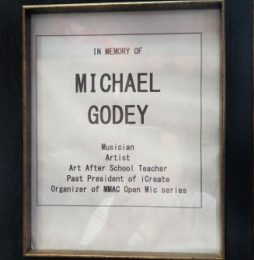 IN MEMORY OF
MICHAEL
GODEY
Musician
Artist
Art After School Teacher
Past President of iCreate
Organizer of MMAC Open Mic series